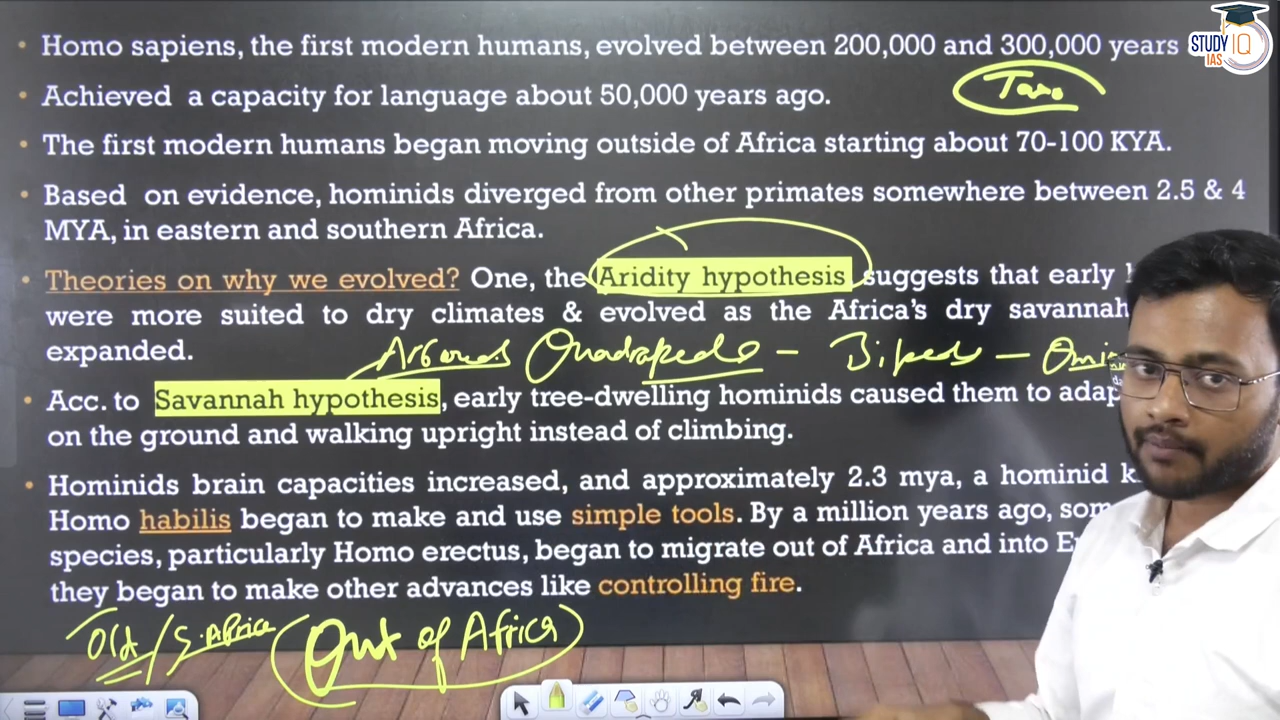 • Homo sapiens, the first modern humans, evolved between 200,000 and 300,000 years
STUDY IQ
IAS
• Achieved a capacity for language about 50,000 years ago.
• The first modern humans began moving outside of Africa starting about 70-100 KYA.
• Based on evidence, hominids diverged from other primates somewhere between 2.5 & 4
MYA, in eastern and southern Africa.
• Theories on why we evolved? One, the Aridity hypothesis suggests that early
were more suited to dry climates & evolved as the Africa's dry savannah
expanded.
Quadrapeds - Bipeds -
• Acc. to Savannah hypothesis, early tree-dwelling hominids caused them to adap
on the ground and walking upright instead of climbing.
• Hominids brain capacities increased, and approximately 2.3 mya, a hominid k
Homo habilis began to make and use simple tools. By a million years ago, som
species, particularly Homo erectus, began to migrate out of Africa and into E
they began to make other advances like controlling fire.
S. Africa
Out of Africa